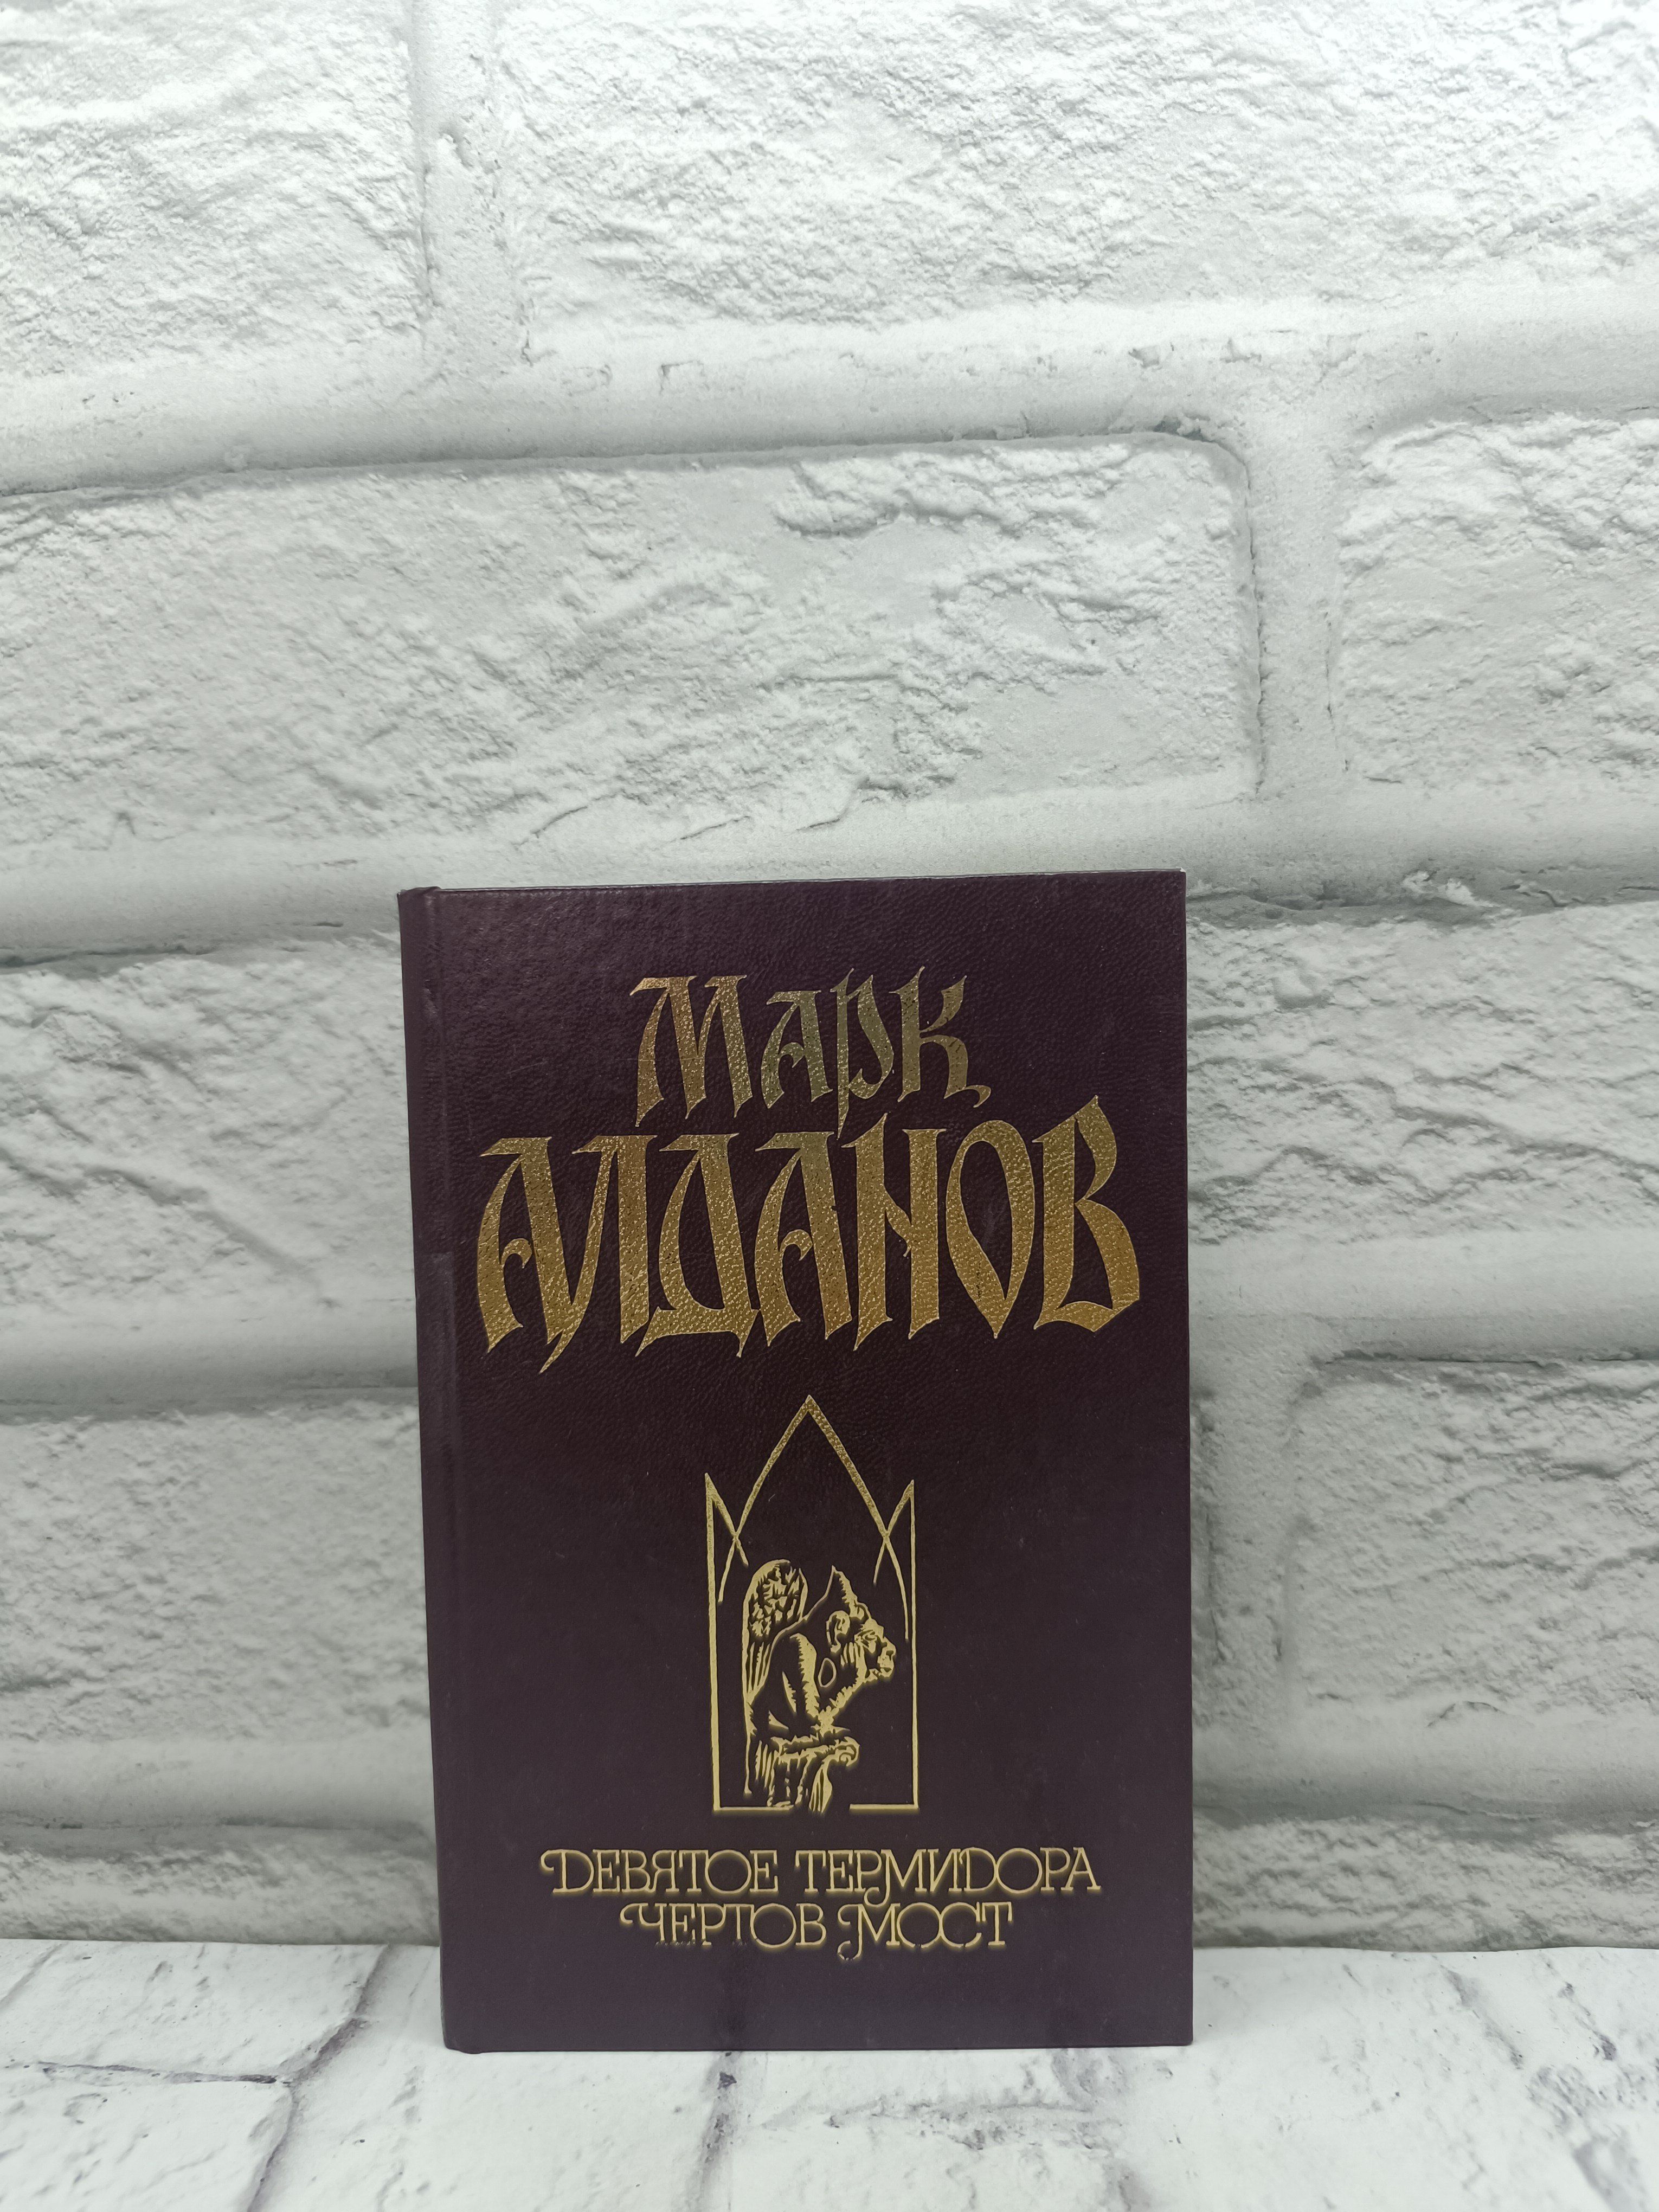 Марк
Алданов
Девятое Термидора
Чертов Мост